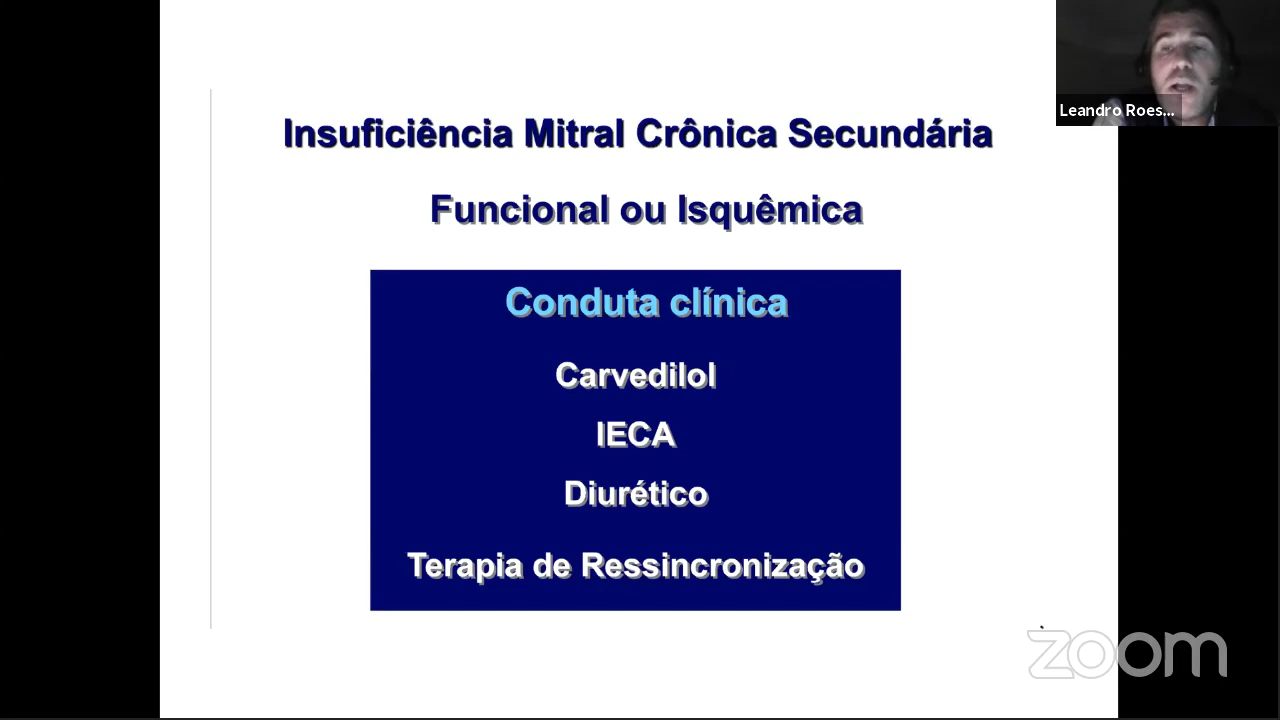 Insuficiência Mitral Crônica Secundária
Funcional ou Isquêmica
Conduta clínica
Carvedilol
IECA
Diurético
Terapia de Ressincronização
Leandro Roes...
zoom